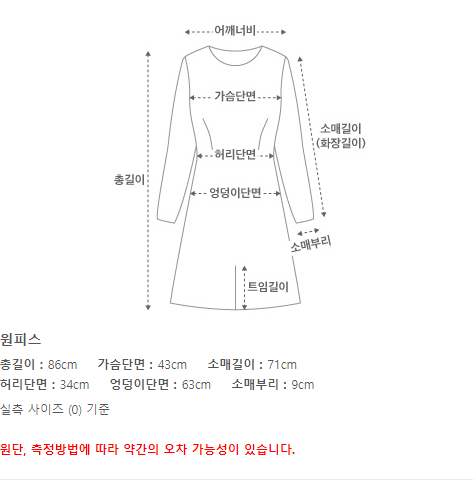 어깨너비
가슴단면
소매길이
(화장길이)
허리단면
총길이
엉덩이단면
소매부리
트임길이
원피스
총길이 : 86cm 가슴단면 : 43cm 소매길이 : 71cm
허리단면 : 34cm 엉덩이단면 : 63cm 소매부리 : 9cm
실측 사이즈 (0) 기준
원단, 측정방법에 따라 약간의 오차 가능성이 있습니다.